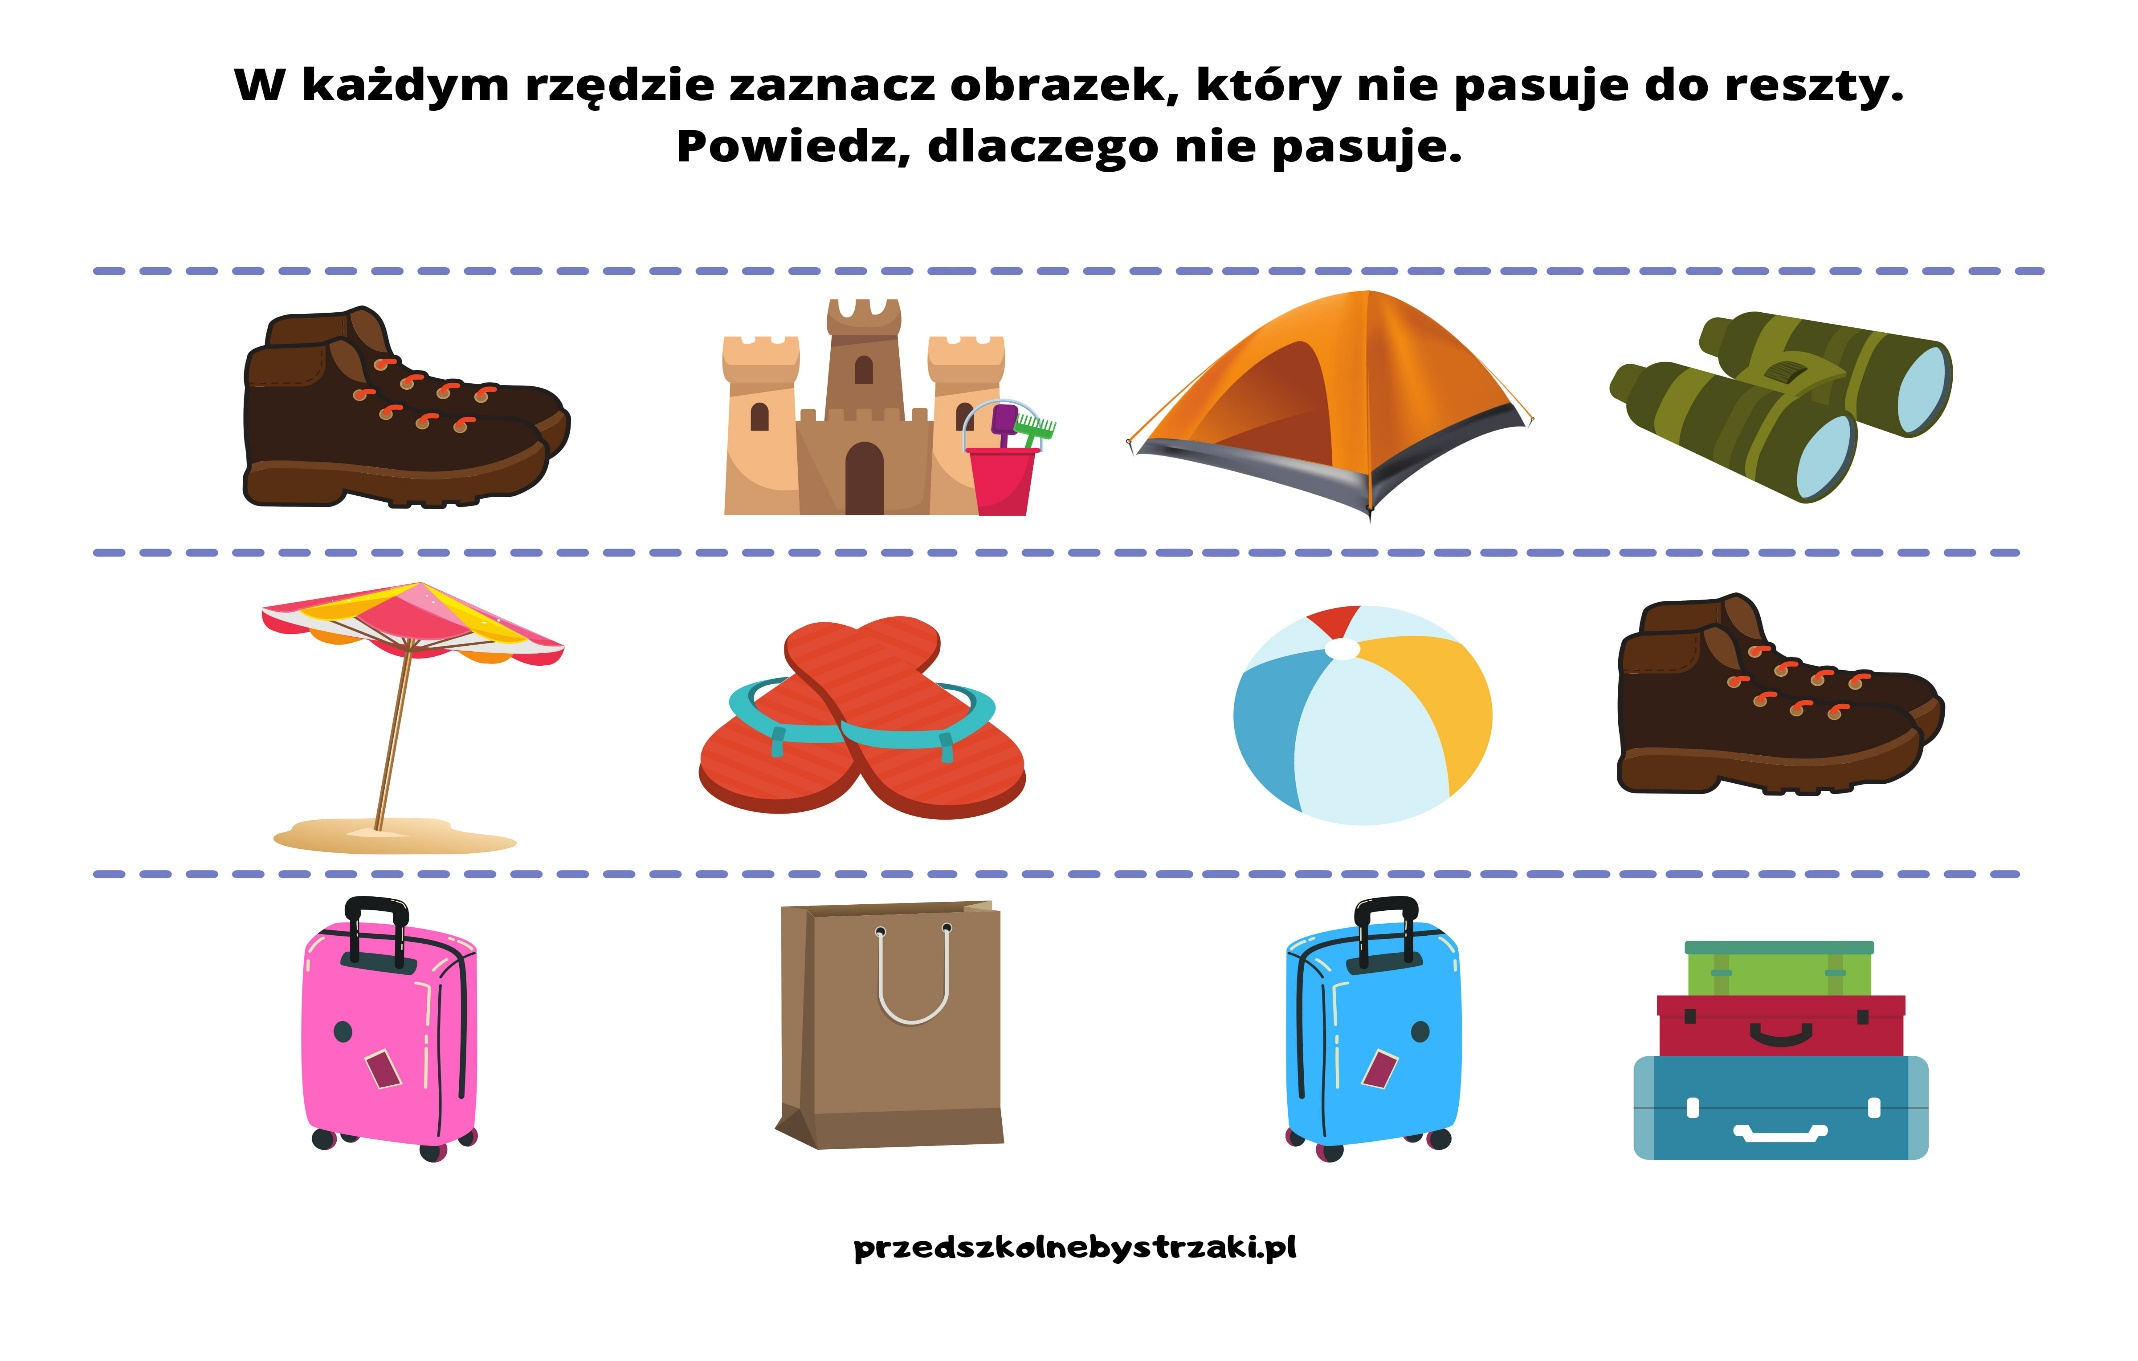 W każdym rzędzie zaznacz obrazek, który nie pasuje do reszty.
Powiedz, dlaczego nie pasuje.
przedszkolnebystrzaki.pl